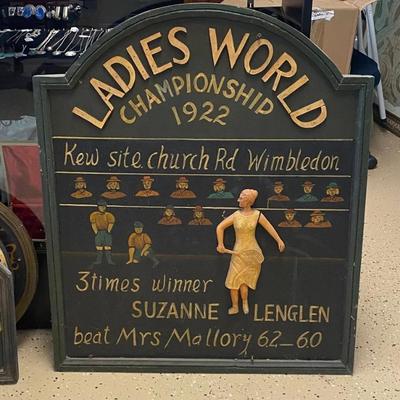 LADIES WORLD
CHAMPIONSHIP
1922
Kew site church Rd Wimbledon
3times winner
SUZANNE LENGLEN
beat Mrs Mallory 62-60